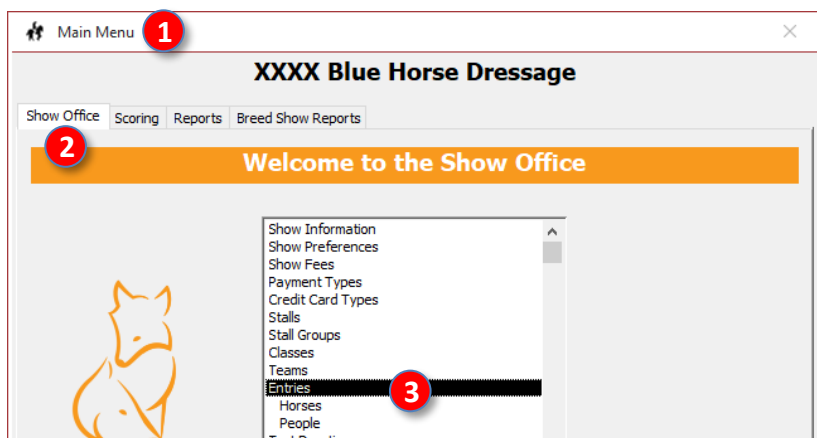 Main Menu 1
XXXX Blue Horse Dressage
Show Office Scoring Reports Breed Show Reports
2
Welcome to the Show Office
Show Information
Show Preferences
Show Fees
Payment Types
Credit Card Types
Stalls
Stall Groups
Classes
Teams
Entries 3
Horses
People